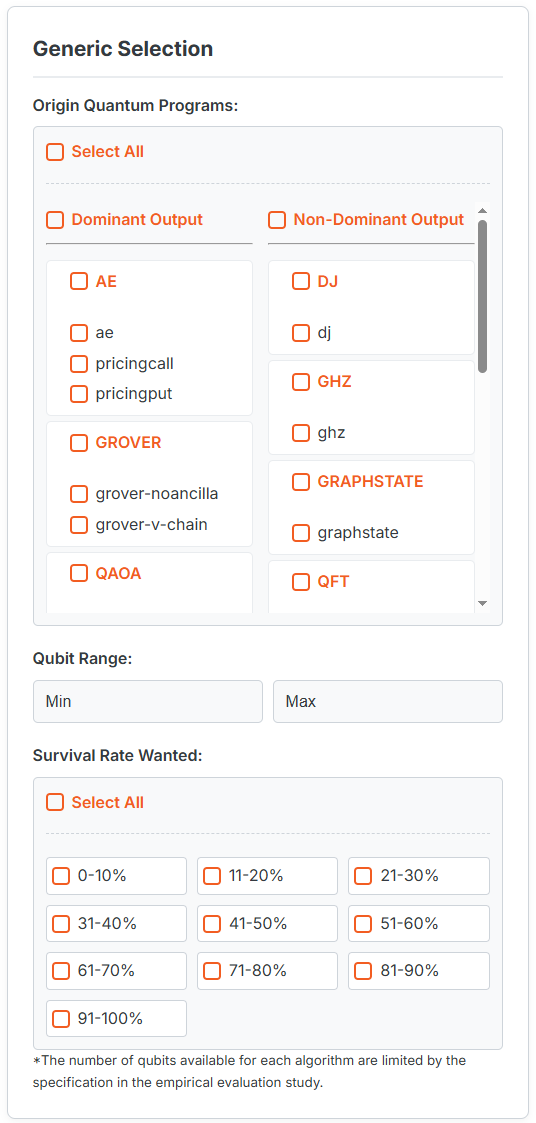 Generic Selection
Origin Quantum Programs:
Select All
Dominant Output
AE
ae
pricingcall
pricingput
GROVER
grover-noancilla
grover-v-chain
QAOA
Non-Dominant Output
DJ
dj
GHZ
ghz
GRAPHSTATE
graphstate
QFT
Qubit Range:
Min
Max
Survival Rate Wanted:
Select All
0-10%
11-20%
21-30%
31-40%
41-50%
51-60%
61-70%
71-80%
81-90%
91-100%
*The number of qubits available for each algorithm are limited by the
specification in the empirical evaluation study.